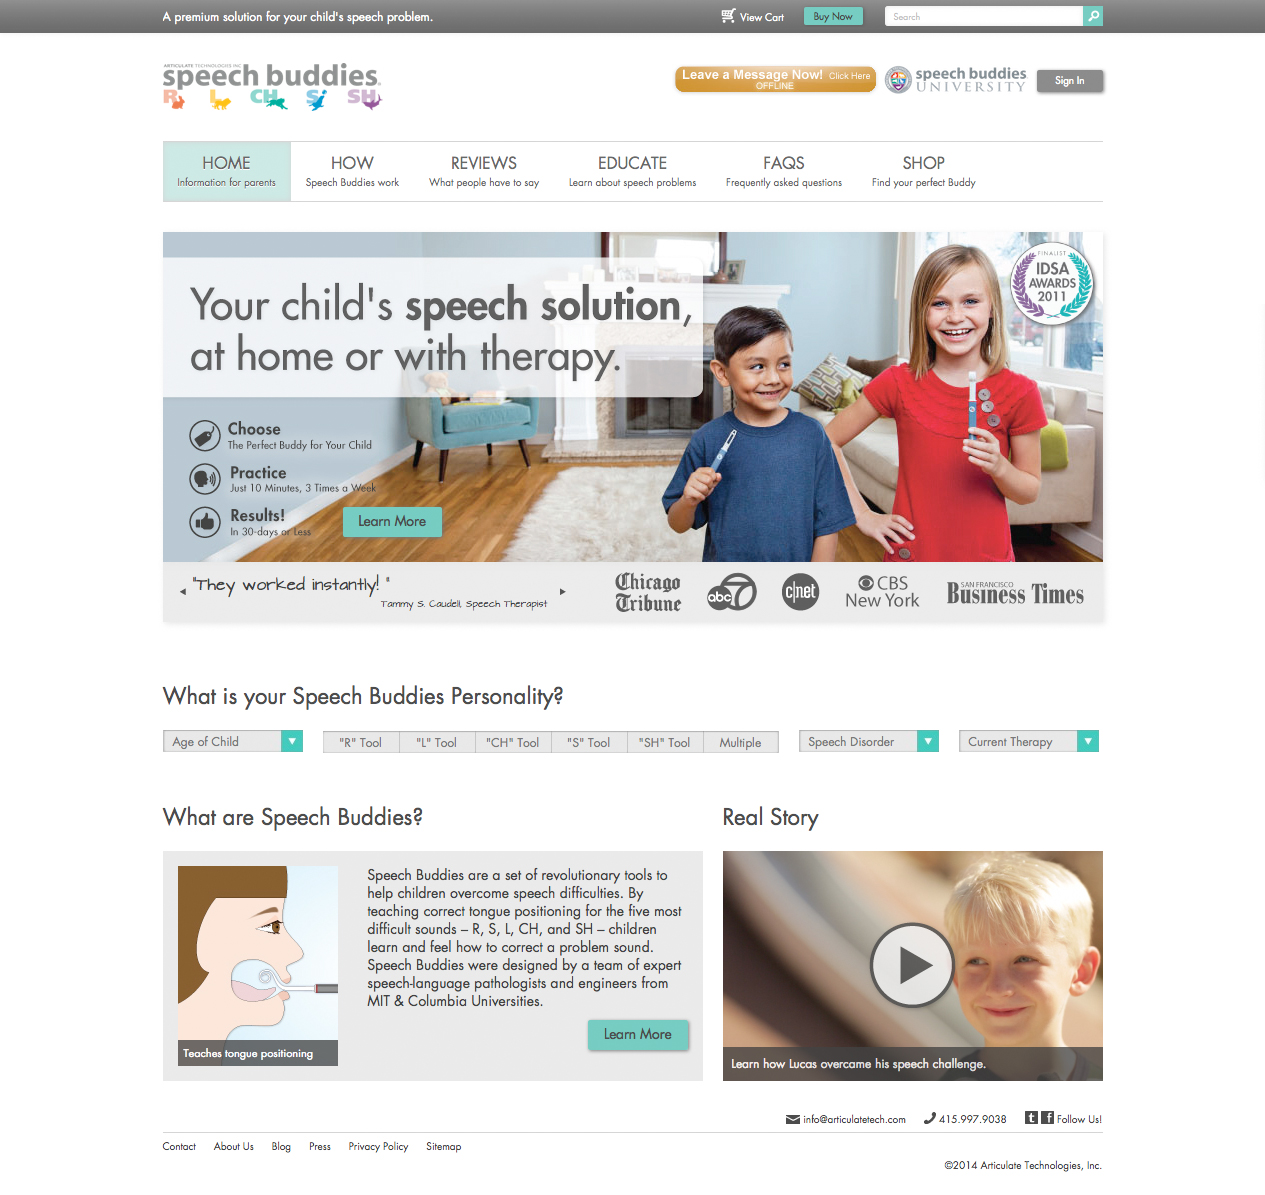 A premium solution for your child's speech problem.
View Cart
Buy Now
Search
ARTICULATE TECHNOLOGIES, INC.
speech buddies
R L CH S SH
Leave a Message Now! Click Here
OFFLINE
speech buddies
UNIVERSITY
Sign In
HOME
Information for parents
HOW
Speech Buddies work
REVIEWS
What people have to say
EDUCATE
Learn about speech problems
FAQS
Frequently asked questions
SHOP
Find your perfect Buddy
FINALIST
IDSA
AWARDS
2011
Your child's speech solution,
at home or with therapy.
Choose
The Perfect Buddy for Your Child
Practice
Just 10 Minutes, 3 Times a Week
Results!
In 30-days or Less
Learn More
"They worked instantly! "
Tammy S. Caudell, Speech Therapist
Chicago
Tribune
abc 7
c|net
CBS
New York
SAN FRANCISCO
Business Times
What is your Speech Buddies Personality?
Age of Child
"R" Tool
"L" Tool
"CH" Tool
"S" Tool
"SH" Tool
Multiple
Speech Disorder
Current Therapy
What are Speech Buddies?
Teaches tongue positioning
Speech Buddies are a set of revolutionary tools to
help children overcome speech difficulties. By
teaching correct tongue positioning for the five most
difficult sounds – R, S, L, CH, and SH – children
learn and feel how to correct a problem sound.
Speech Buddies were designed by a team of expert
speech-language pathologists and engineers from
MIT & Columbia Universities.
Learn More
Real Story
Learn how Lucas overcame his speech challenge.
info@articulatetech.com
415.997.9038
t f Follow Us!
Contact
About Us
Blog
Press
Privacy Policy
Sitemap
©2014 Articulate Technologies, Inc.